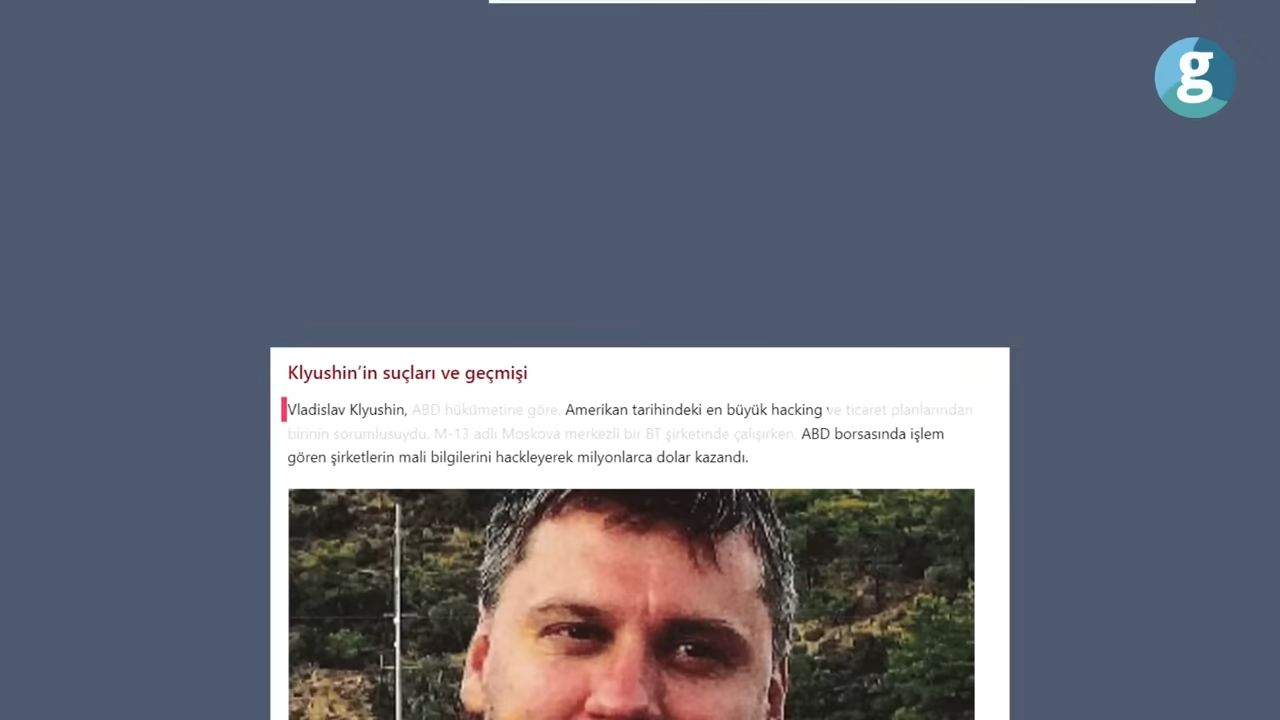 g
Klyushin'in suçları ve geçmişi
Vladislav Klyushin, ABD hükümetine göre, Amerikan tarihindeki en büyük hacking ve ticaret planlarından
birinin sorumlusuydu. M-13 adlı Moskova merkezli bir BT şirketinde çalışırken, ABD borsasında işlem
gören şirketlerin mali bilgilerini hackleyerek milyonlarca dolar kazandı.